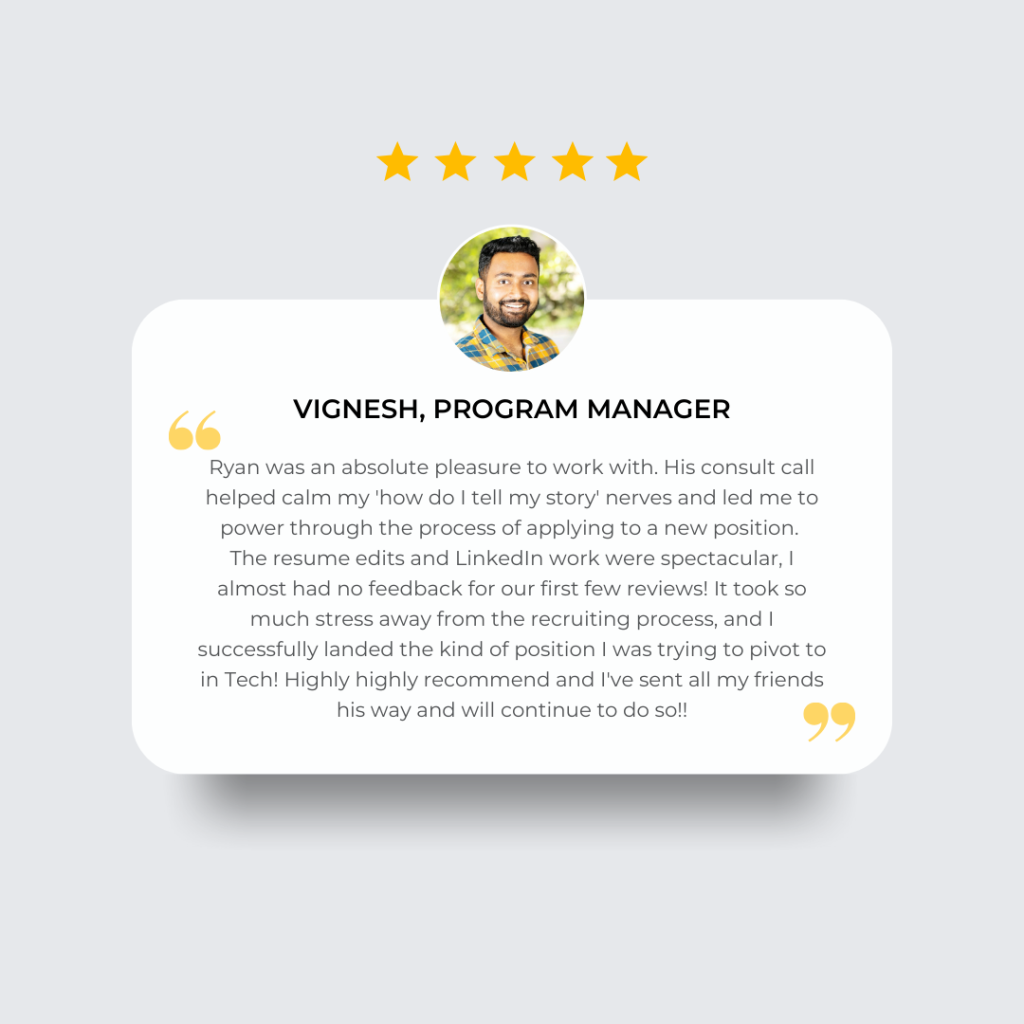 VIGNESH, PROGRAM MANAGER
“
Ryan was an absolute pleasure to work with. His consult call
helped calm my 'how do I tell my story' nerves and led me to
power through the process of applying to a new position.
The resume edits and LinkedIn work were spectacular, I
almost had no feedback for our first few reviews! It took so
much stress away from the recruiting process, and I
successfully landed the kind of position I was trying to pivot to
in Tech! Highly highly recommend and I've sent all my friends
his way and will continue to do so!!
”